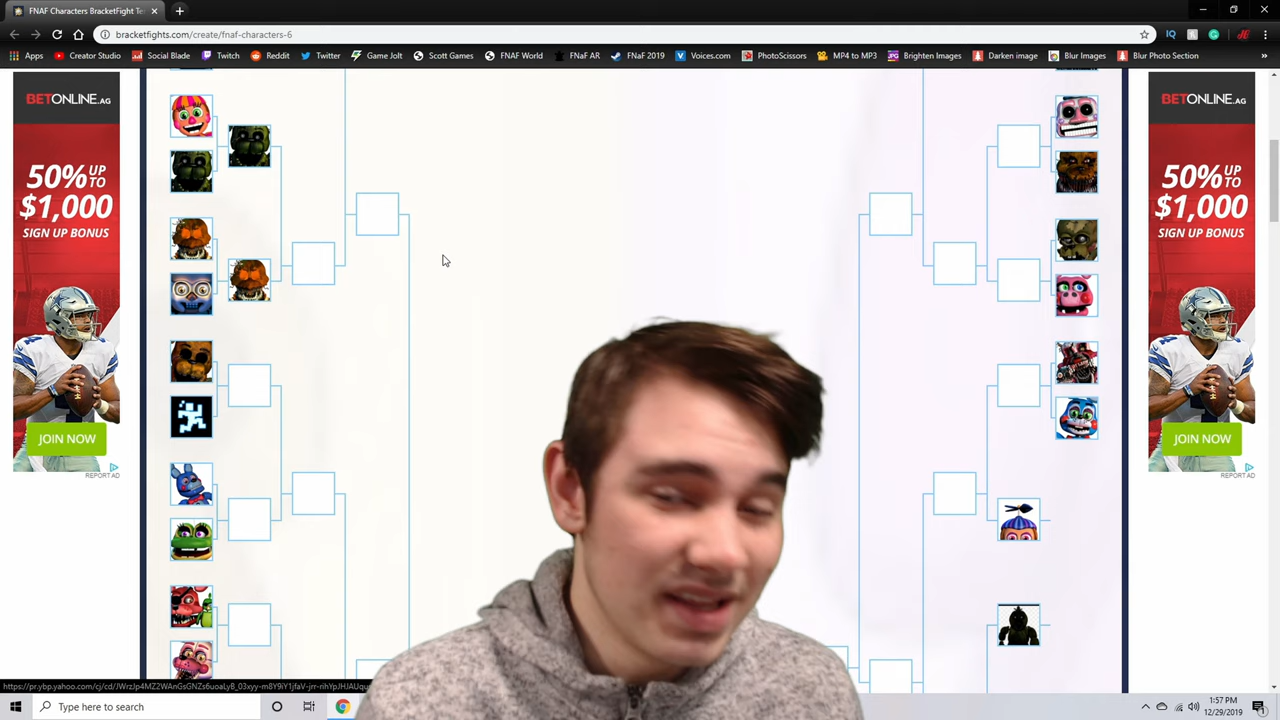 FNAF Characters BracketFight Te
bracketfights.com/create/fnaf-characters-6
Apps
Creator Studio
Social Blade
Twitch
Reddit
Twitter
Game Jolt
Scott Games
FNAF World
FNaF AR
FNaF 2019
Voices.com
PhotoScissors
MP4 to MP3
Brighten Images
Darken image
Blur Images
Blur Photo Section
BETONLINE.AG
50% UP TO
$1,000
SIGN UP BONUS
JOIN NOW
REPORT AD
BETONLINE.AG
50% UP TO
$1,000
SIGN UP BONUS
JOIN NOW
REPORT AD
Type here to search
1:57 PM
12/29/2019